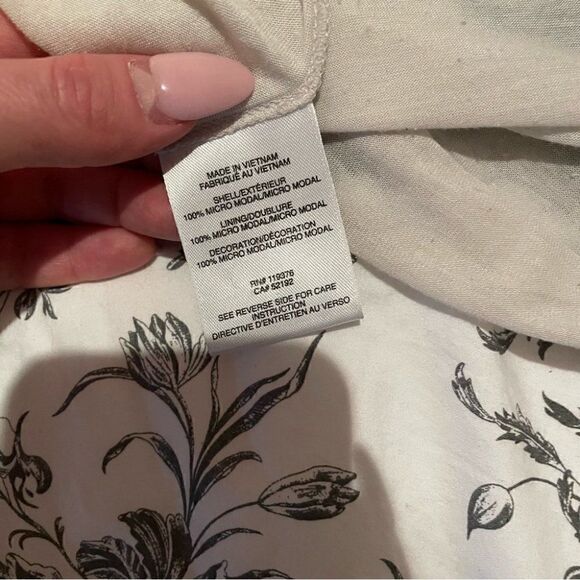 MADE IN VIETNAM
FABRIQUÉ AU VIETNAM
SHELL/EXTÉRIEUR
100% MICRO MODAL/MICRO MODAL
LINING/DOUBLURE
100% MICRO MODAL/MICRO MODAL
DECORATION/DÉCORATION
100% MICRO MODAL/MICRO MODAL
RN# 119376
CA# 52192
SEE REVERSE SIDE FOR CARE
INSTRUCTION
DIRECTIVE D'ENTRETIEN AU VERSO